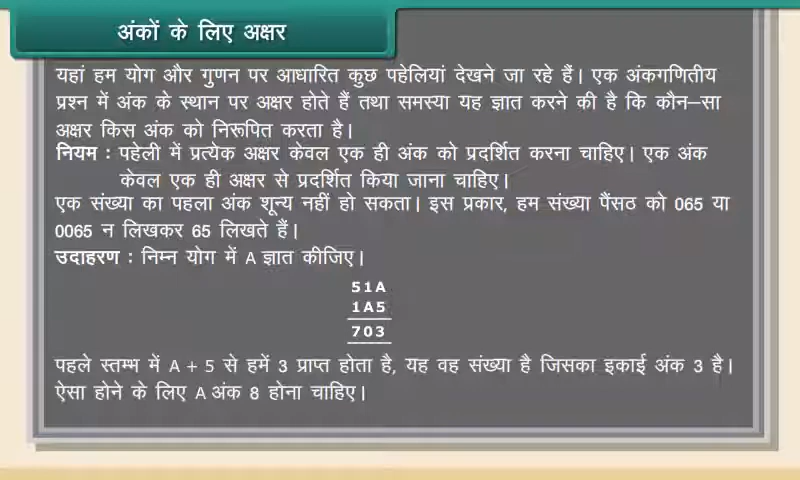 अंकों के लिए अक्षर
यहां हम योग और गुणन पर आधारित कुछ पहेलियां देखने जा रहे हैं। एक अंकगणितीय
प्रश्न में अंक के स्थान पर अक्षर होते हैं तथा समस्या यह ज्ञात करने की है कि कौन–सा
अक्षर किस अंक को निरूपित करता है।
नियम : पहेली में प्रत्येक अक्षर केवल एक ही अंक को प्रदर्शित करना चाहिए। एक अंक
केवल एक ही अक्षर से प्रदर्शित किया जाना चाहिए।
एक संख्या का पहला अंक शून्य नहीं हो सकता। इस प्रकार, हम संख्या पैंसठ को 065 या
0065 न लिखकर 65 लिखते हैं।
उदाहरण : निम्न योग में A ज्ञात कीजिए।
51A
1A5
703
पहले स्तम्भ में A + 5 से हमें 3 प्राप्त होता है, यह वह संख्या है जिसका इकाई अंक 3 है।
ऐसा होने के लिए A अंक 8 होना चाहिए।